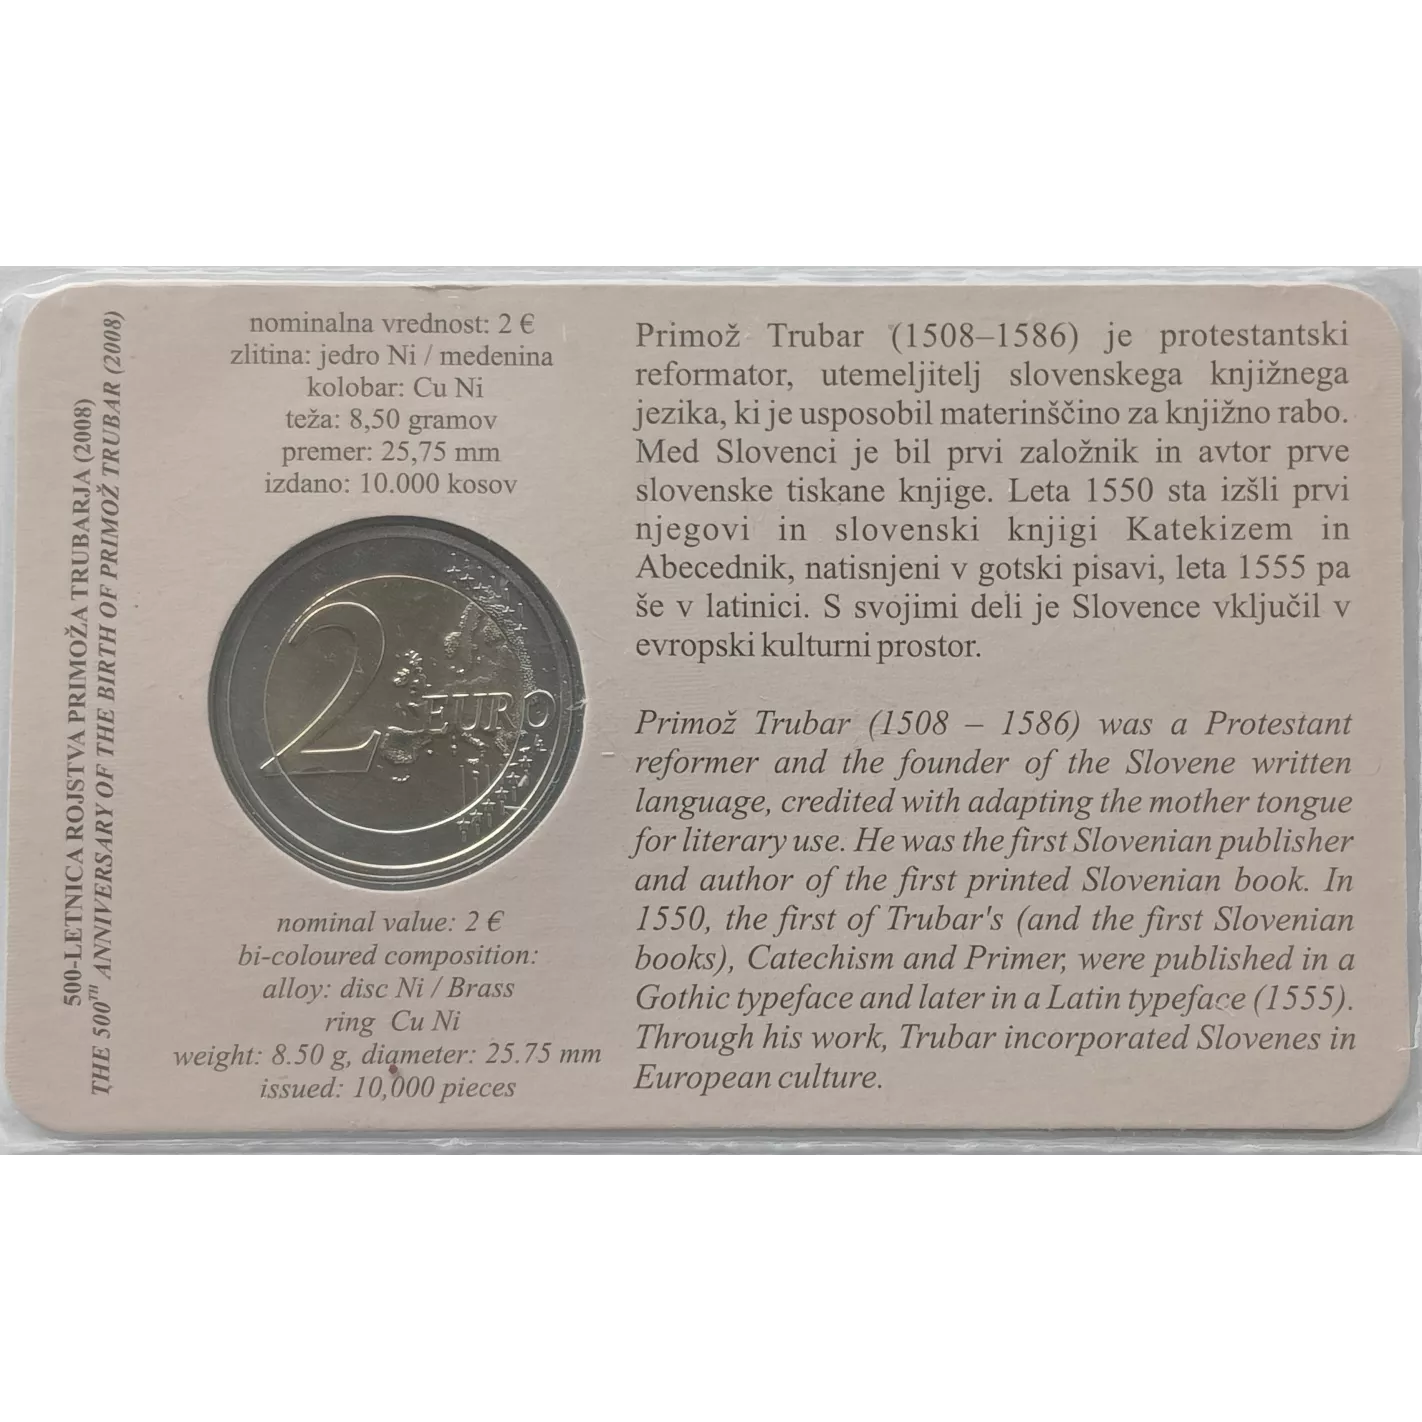 500-LETNICA ROJSTVA PRIMOŽA TRUBARJA (2008)
THE 500TH ANNIVERSARY OF THE BIRTH OF PRIMOŽ TRUBAR (2008)
nominalna vrednost: 2 €
zlitina: jedro Ni / medenina
kolobar: Cu Ni
teža: 8,50 gramov
premer: 25,75 mm
izdano: 10.000 kosov
2 EURO
nominal value: 2 €
bi-coloured composition:
alloy: disc Ni / Brass
ring Cu Ni
weight: 8.50 g, diameter: 25.75 mm
issued: 10,000 pieces
Primož Trubar (1508–1586) je protestantski
reformator, utemeljitelj slovenskega knjižnega
jezika, ki je usposobil materinščino za knjižno rabo.
Med Slovenci je bil prvi založnik in avtor prve
slovenske tiskane knjige. Leta 1550 sta izšli prvi
njegovi in slovenski knjigi Katekizem in
Abecednik, natisnjeni v gotski pisavi, leta 1555 pa
še v latinici. S svojimi deli je Slovence vključil v
evropski kulturni prostor.
Primož Trubar (1508 – 1586) was a Protestant
reformer and the founder of the Slovene written
language, credited with adapting the mother tongue
for literary use. He was the first Slovenian publisher
and author of the first printed Slovenian book. In
1550, the first of Trubar's (and the first Slovenian
books), Catechism and Primer, were published in a
Gothic typeface and later in a Latin typeface (1555).
Through his work, Trubar incorporated Slovenes in
European culture.